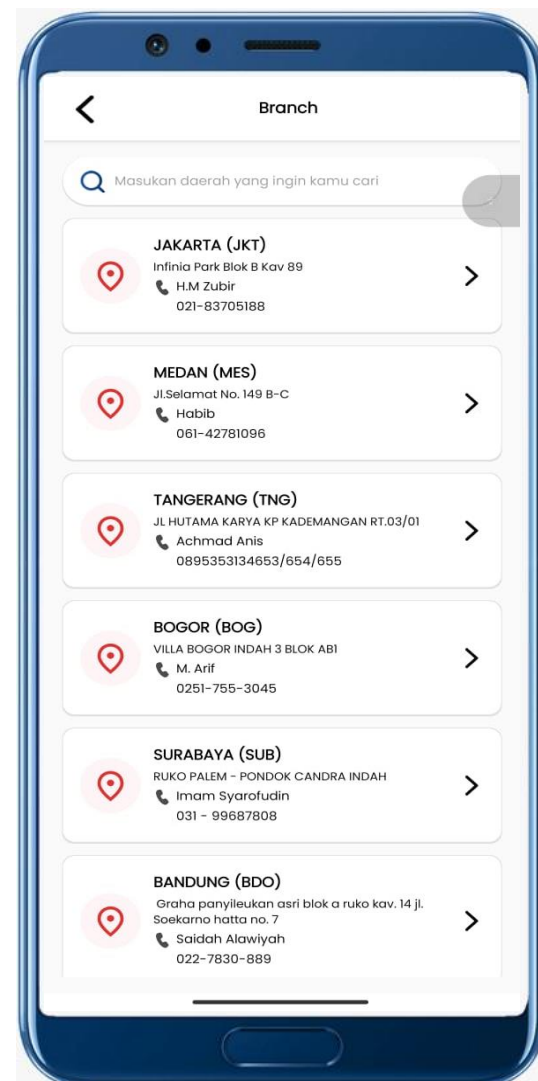 Branch
Masukan daerah yang ingin kamu cari
JAKARTA (JKT)
Infinia Park Blok B Kav 89
H.M Zubir
021-83705188
MEDAN (MES)
Jl.Selamat No. 149 B-C
Habib
061-42781096
TANGERANG (TNG)
JL HUTAMA KARYA KP KADEMANGAN RT.03/01
Achmad Anis
0895353134653/654/655
BOGOR (BOG)
VILLA BOGOR INDAH 3 BLOK AB1
M. Arif
0251-755-3045
SURABAYA (SUB)
RUKO PALEM - PONDOK CANDRA INDAH
Imam Syarofudin
031 - 99687808
BANDUNG (BDO)
Graha panyileukan asri blok a ruko kav. 14 jl.
Soekarno hatta no. 7
Saidah Alawiyah
022-7830-889